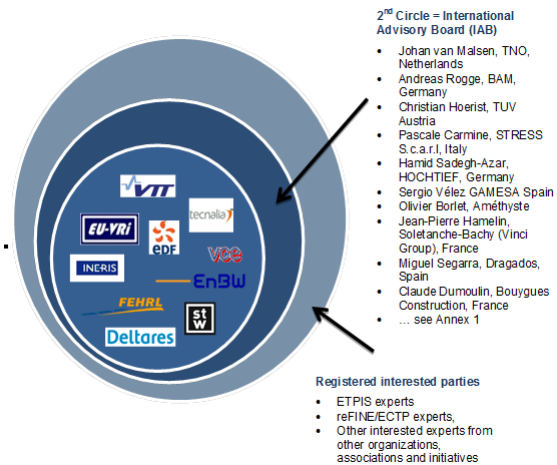 2nd Circle = International
Advisory Board (IAB)
• Johan van Malsen, TNO,
Netherlands
• Andreas Rogge, BAM,
Germany
• Christian Hoerist, TUV
Austria
• Pascale Carmine, STRESS
S.c.a.r.l, Italy
• Hamid Sadegh-Azar,
HOCHTIEF, Germany
• Sergio Vélez GAMESA Spain
• Olivier Borlet, Améthyste
• Jean-Pierre Hamelin,
Soletanche-Bachy (Vinci
Group), France
• Miguel Segarra, Dragados,
Spain
• Claude Dumoulin, Bouygues
Construction, France
• ... see Annex 1
VTT
tecnalia
EU-VRi
eDF
vce
INERIS
EnBW
FEHRL
st
w
Deltares
Registered interested parties
• ETPIS experts
• reFINE/ECTP experts,
• Other interested experts from
other organizations,
associations and initiatives